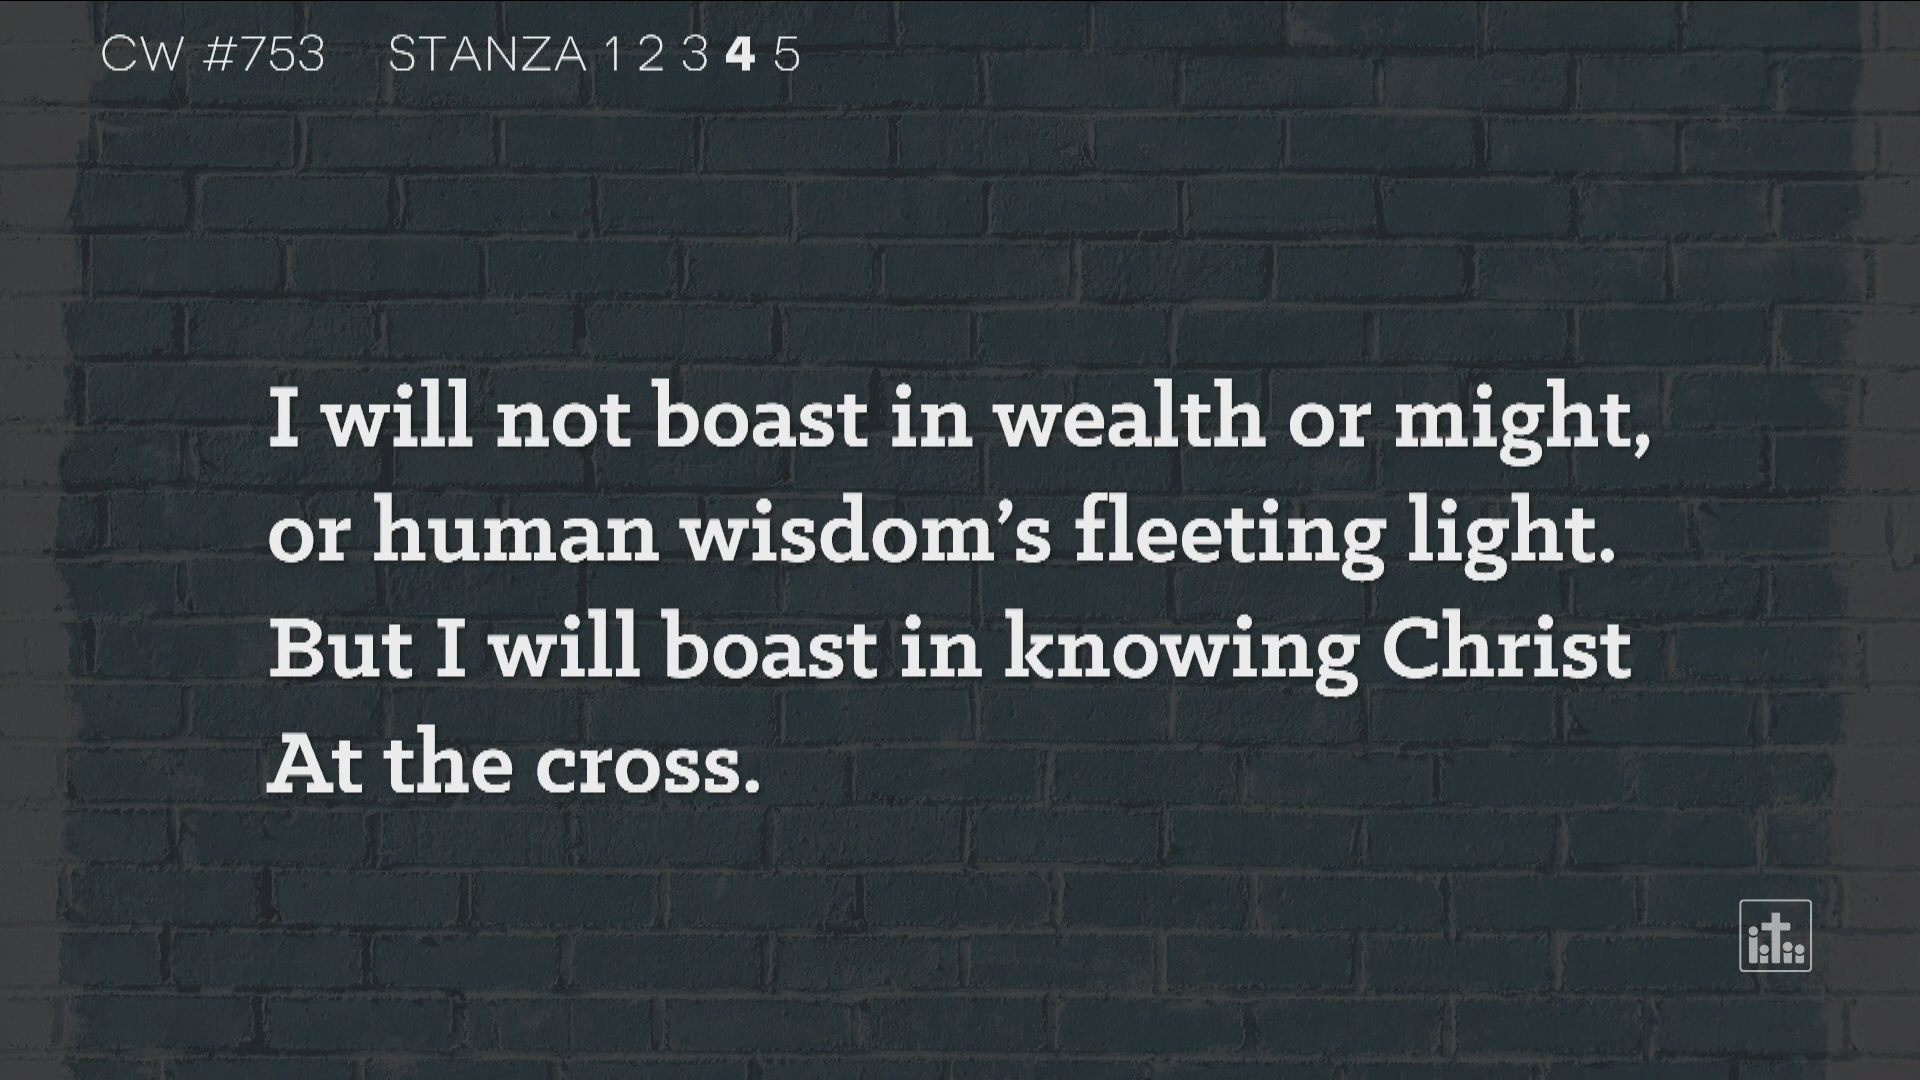 CW #753 STANZA 1 2 3 4 5
I will not boast in wealth or might,
or human wisdom’s fleeting light.
But I will boast in knowing Christ
At the cross.